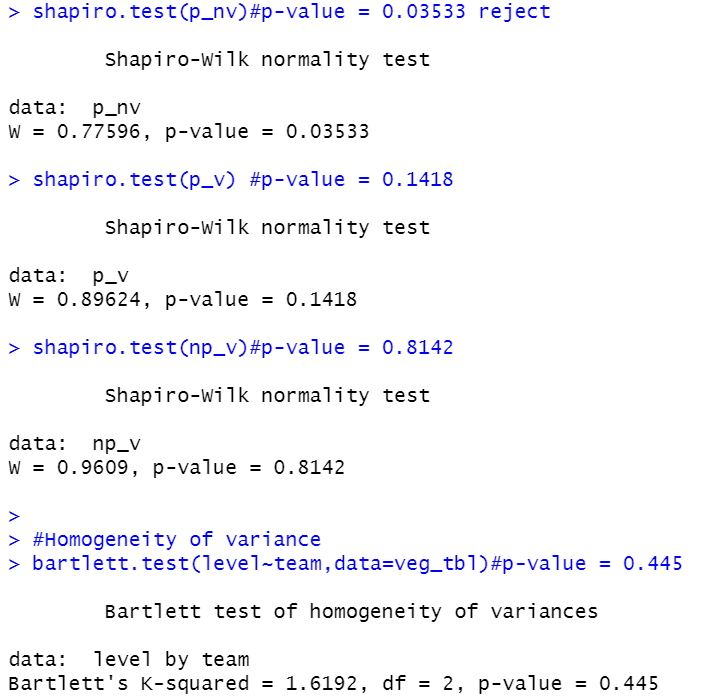 > shapiro.test(p_nv)#p-value = 0.03533 reject
Shapiro-Wilk normality test
data:  p_nv
W = 0.77596, p-value = 0.03533
> shapiro.test(p_v) #p-value = 0.1418
Shapiro-Wilk normality test
data:  p_v
W = 0.89624, p-value = 0.1418
> shapiro.test(np_v)#p-value = 0.8142
Shapiro-Wilk normality test
data:  np_v
W = 0.9609, p-value = 0.8142
>
> #Homogeneity of variance
> bartlett.test(level~team,data=veg_tbl)#p-value = 0.445
Bartlett test of homogeneity of variances
data:  level by team
Bartlett's K-squared = 1.6192, df = 2, p-value = 0.445